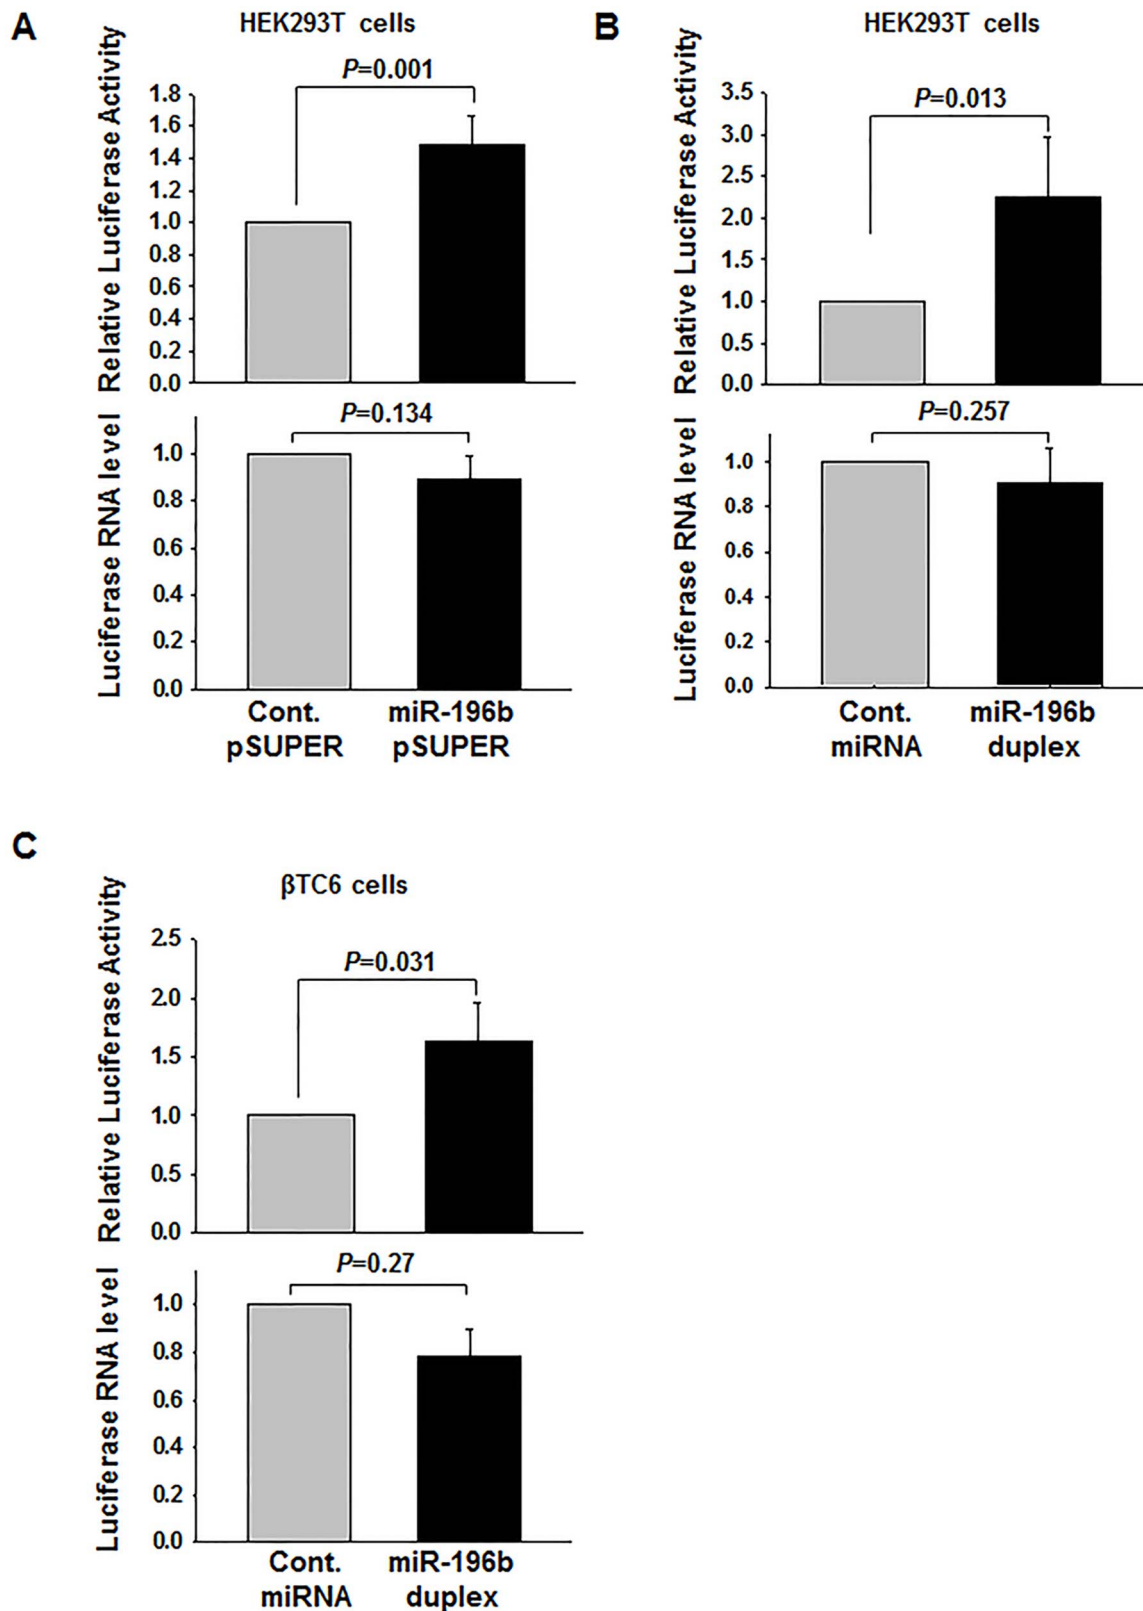 A
HEK293T cells
Relative Luciferase Activity
P=0.001
1.8
1.6
1.4
1.2
1.0
0.8
0.6
0.4
0.2
0.0
Luciferase RNA level
P=0.134
1.0
0.8
0.6
0.4
0.2
0.0
Cont. miR-196b
pSUPER pSUPER
B
HEK293T cells
Relative Luciferase Activity
P=0.013
3.5
3.0
2.5
2.0
1.5
1.0
0.5
0.0
Luciferase RNA level
P=0.257
1.0
0.8
0.6
0.4
0.2
0.0
Cont. miR-196b
miRNA duplex
C
βTC6 cells
Relative Luciferase Activity
P=0.031
2.5
2.0
1.5
1.0
0.5
0.0
Luciferase RNA level
P=0.27
1.0
0.8
0.6
0.4
0.2
0.0
Cont. miR-196b
miRNA duplex